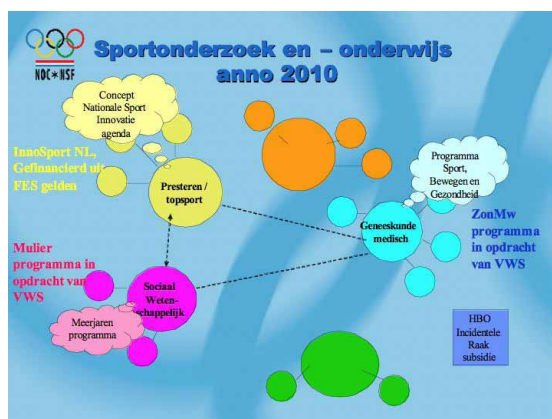 NOC*NSF
Sportonderzoek en – onderwijs
anno 2010
Concept
Nationale Sport
Innovatie
agenda
InnoSport NL,
Gefinancierd uit
FES gelden
Presteren /
topsport
Programma
Sport,
Bewegen en
Gezondheid
Geneeskunde
medisch
ZonMw
programma
in opdracht
van VWS
Mulier
programma in
opdracht van
VWS
Sociaal
Weten-
schappelijk
Meerjaren
programma
HBO
Incidentele
Raak
subsidie